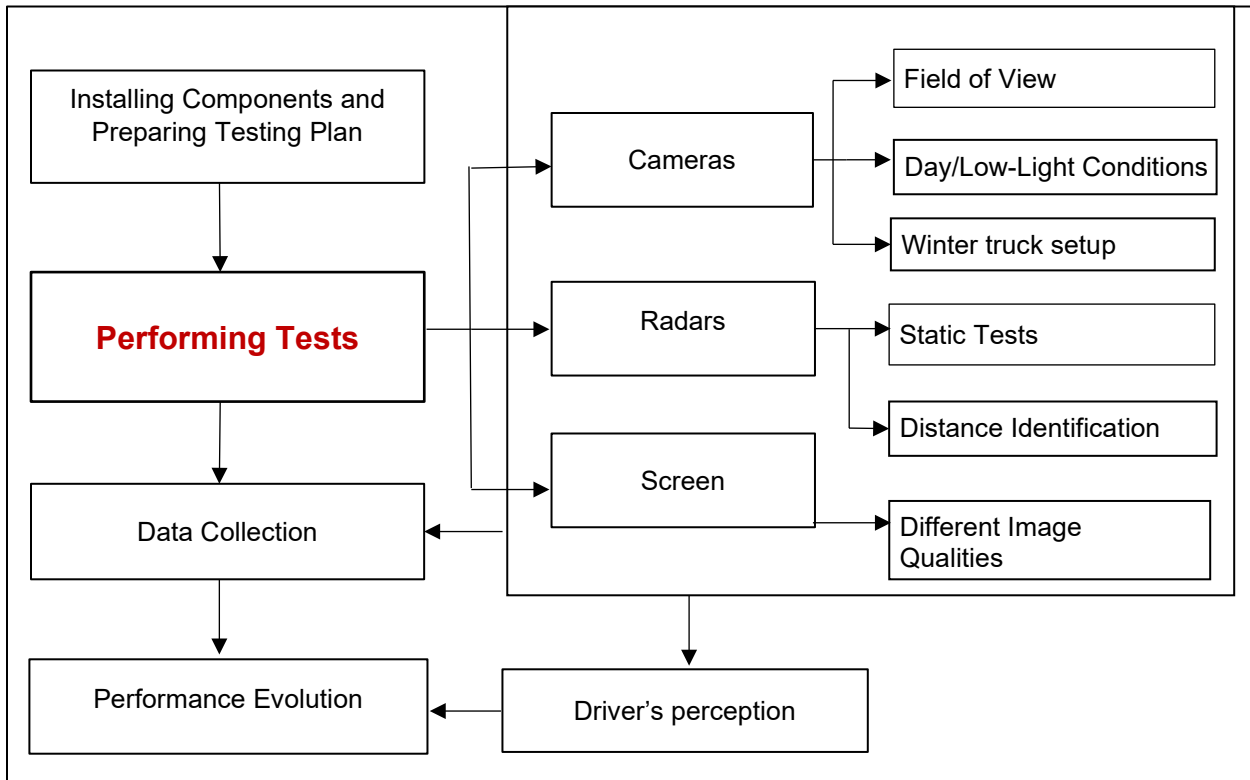 Installing Components and
Preparing Testing Plan
Performing Tests
Data Collection
Performance Evolution
Cameras
Radars
Screen
Field of View
Day/Low-Light Conditions
Winter truck setup
Static Tests
Distance Identification
Different Image
Qualities
Driver’s perception